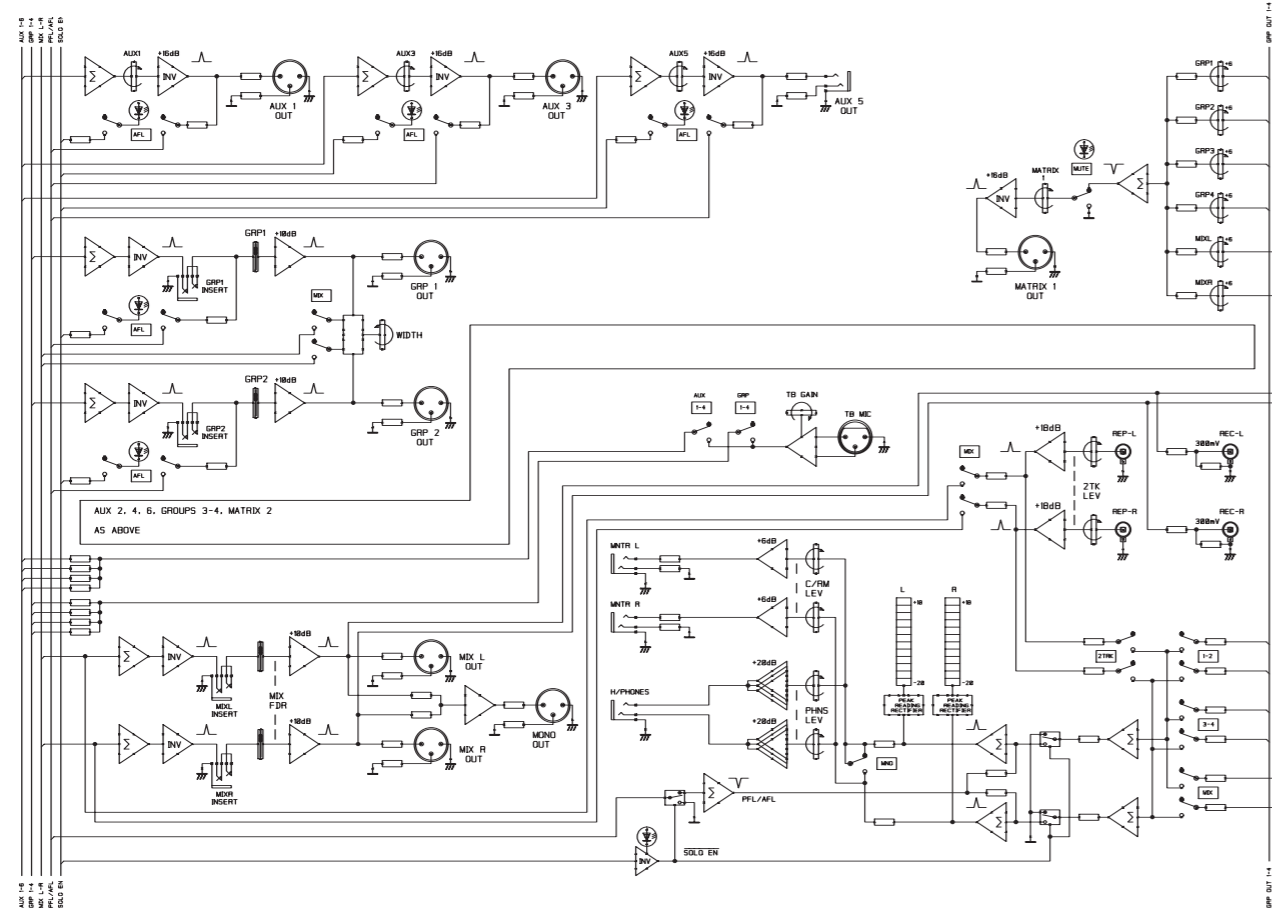 AUX 1-6
GRP 1-4
MIX L-R
PFL/AFL
SOLO EN
GRP OUT 1-4
Σ
AUX1
+16dB
INV
AUX 1
OUT
AFL
Σ
AUX3
+16dB
INV
AUX 3
OUT
AFL
Σ
AUX5
+16dB
INV
AUX 5
OUT
AFL
GRP1
+6
GRP2
+6
GRP3
+6
GRP4
+6
MIXL
+6
MIXR
+6
MUTE
MATRIX
1
Σ
+16dB
INV
MATRIX 1
OUT
Σ
INV
GRP1
INSERT
GRP1
+10dB
GRP 1
OUT
AFL
MIX
WIDTH
Σ
INV
GRP2
INSERT
GRP2
+10dB
GRP 2
OUT
AFL
AUX 2, 4, 6, GROUPS 3-4, MATRIX 2
AS ABOVE
AUX
1-4
GRP
1-4
TB GAIN
TB MIC
MIX
+18dB
REP-L
REC-L
300mV
2TK
LEV
+18dB
REP-R
REC-R
300mV
MNTR L
+6dB
C/RM
LEV
MNTR R
+6dB
L
R
+18
+18
-20
-20
H/PHONES
+20dB
PHNS
LEV
+20dB
PEAK
READING
RECTIFIER
PEAK
READING
RECTIFIER
2TRK
1-2
3-4
MIX
Σ
INV
MIXL
INSERT
+10dB
MIX L
OUT
MIX
FDR
MONO
OUT
Σ
INV
MIXR
INSERT
+10dB
MIX R
OUT
MNO
Σ
Σ
Σ
Σ
Σ
PFL/AFL
INV
SOLO EN
AUX 1-6
GRP 1-4
MIX L-R
PFL/AFL
SOLO EN
GRP OUT 1-4